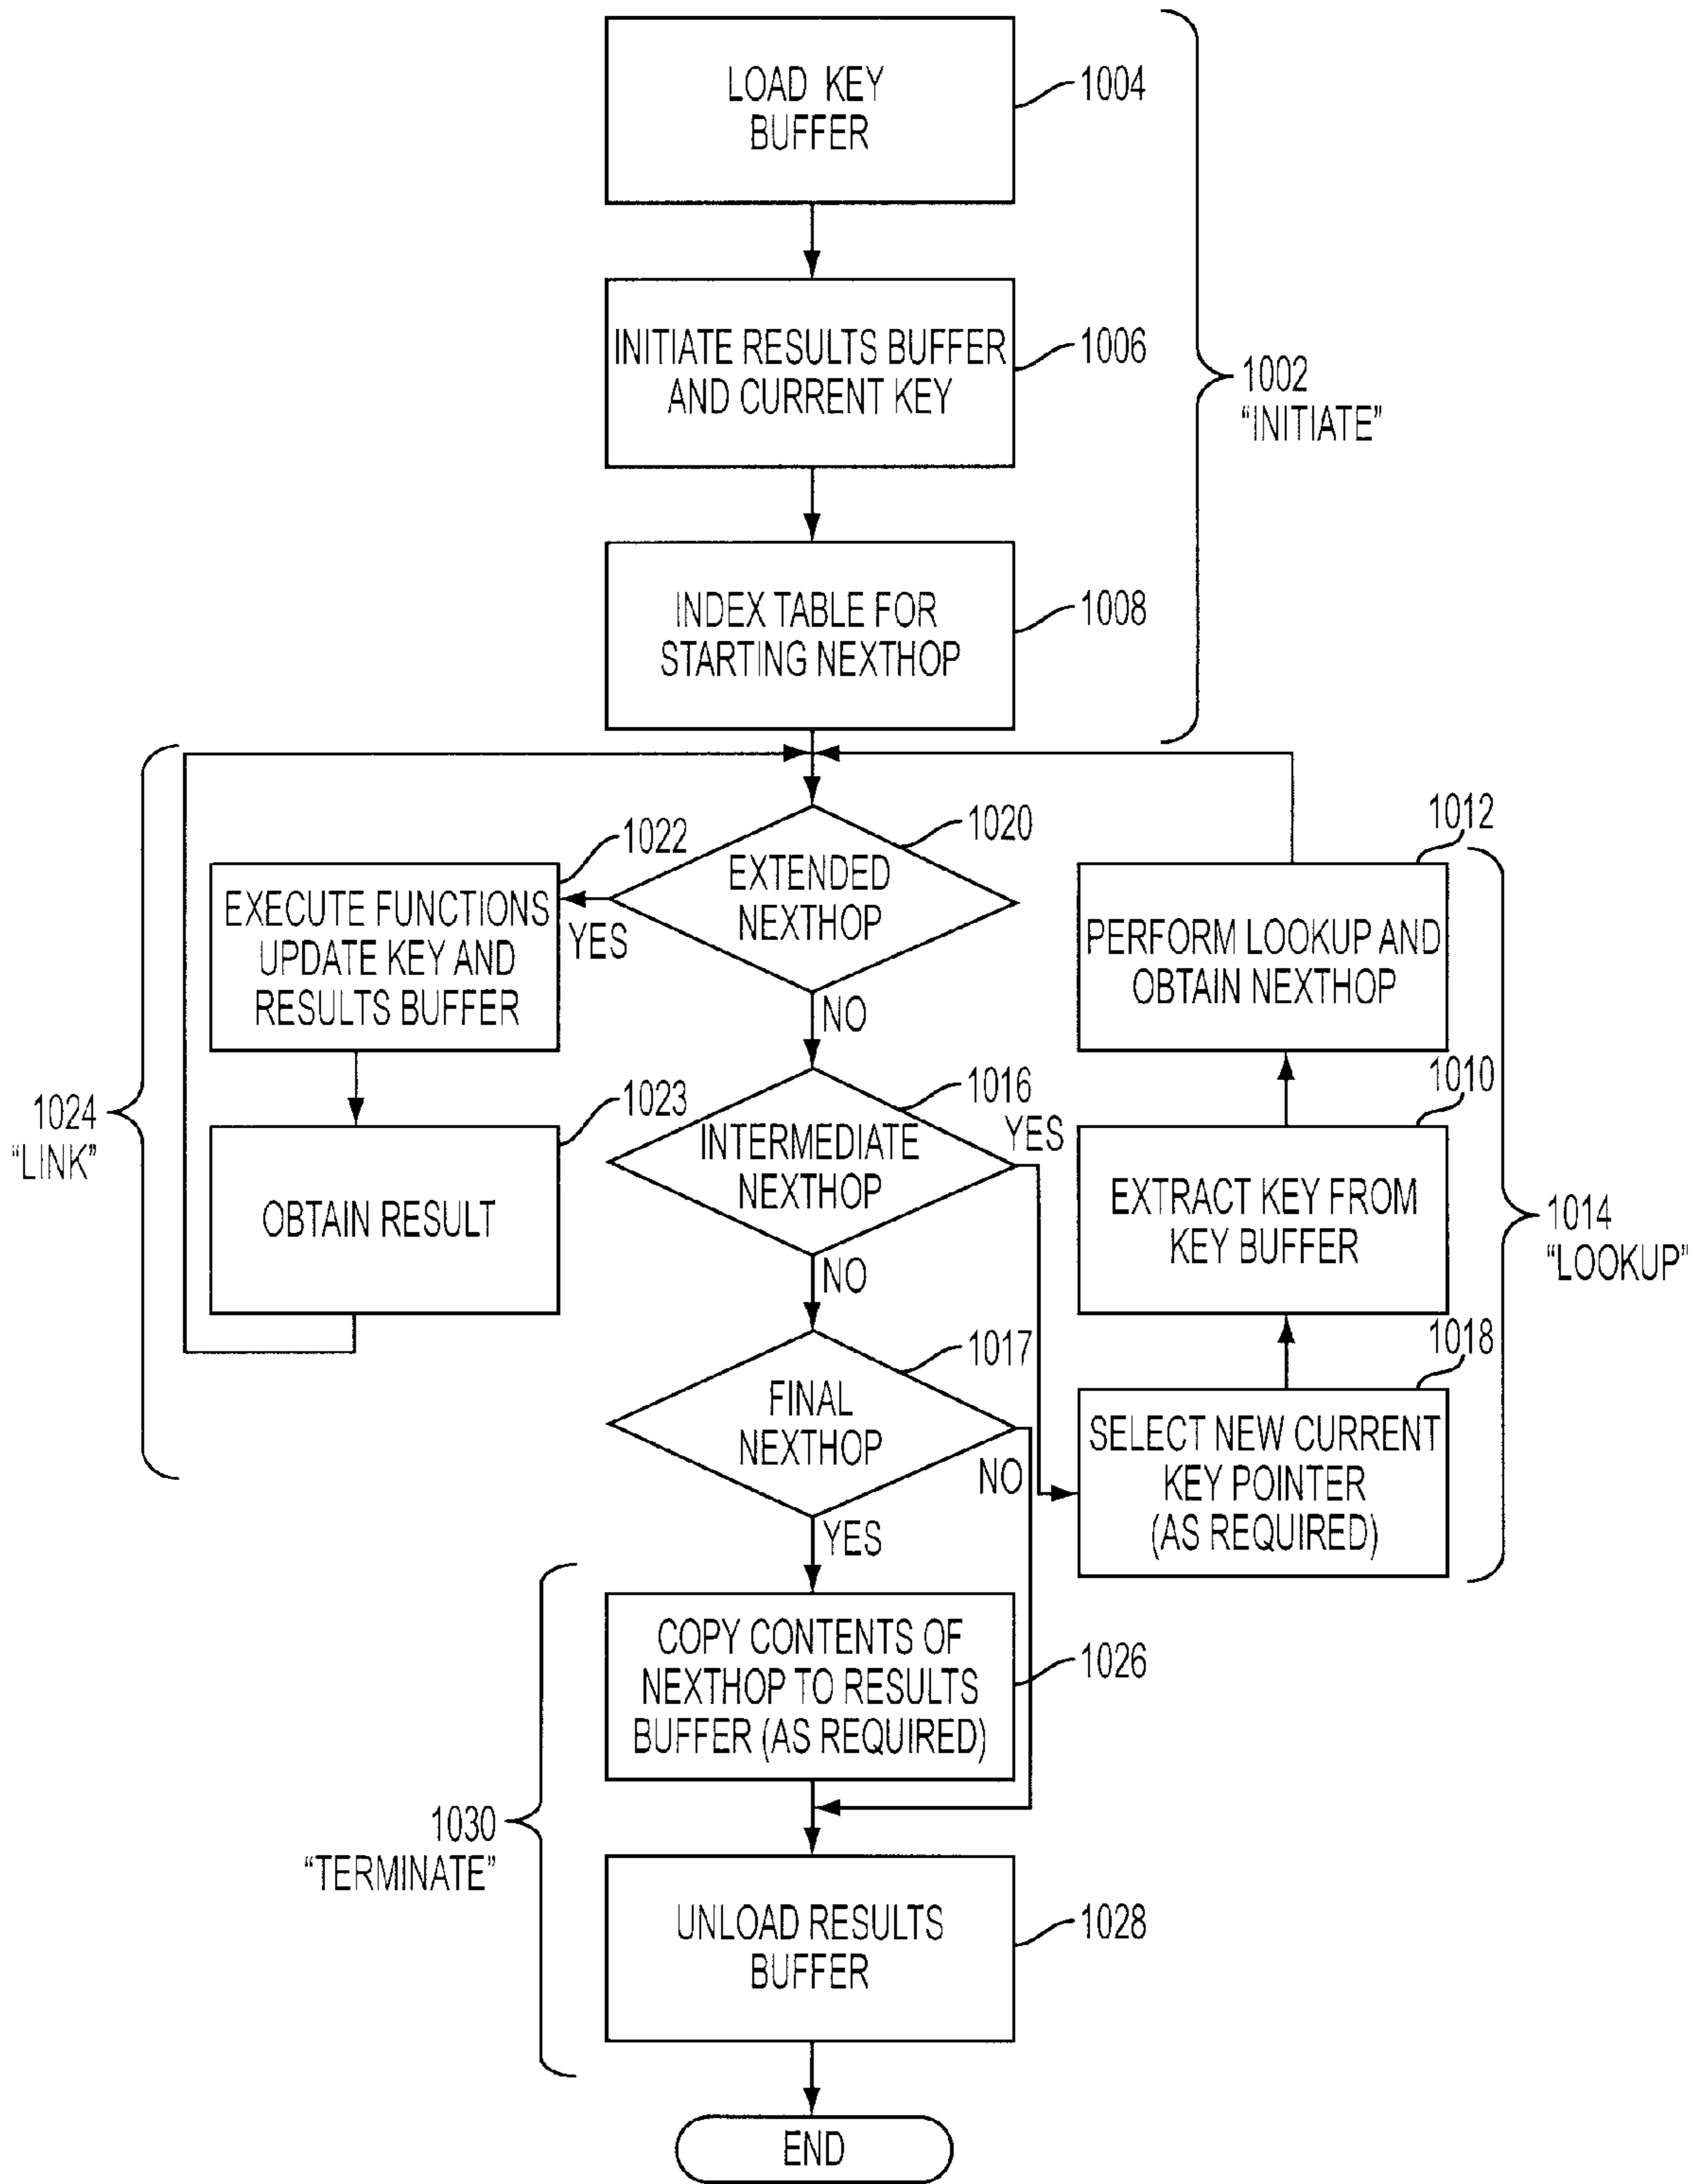 LOAD KEY
BUFFER
1004
INITIATE RESULTS BUFFER
AND CURRENT KEY
1006
1002
"INITIATE"
INDEX TABLE FOR
STARTING NEXTHOP
1008
1020
EXTENDED
NEXTHOP
YES
NO
1022
EXECUTE FUNCTIONS
UPDATE KEY AND
RESULTS BUFFER
1012
PERFORM LOOKUP AND
OBTAIN NEXTHOP
1024
"LINK"
1023
OBTAIN RESULT
1016
INTERMEDIATE
NEXTHOP
YES
NO
1010
EXTRACT KEY FROM
KEY BUFFER
1014
"LOOKUP"
1017
FINAL
NEXTHOP
NO
YES
1018
SELECT NEW CURRENT
KEY POINTER
(AS REQUIRED)
COPY CONTENTS OF
NEXTHOP TO RESULTS
BUFFER (AS REQUIRED)
1026
1030
"TERMINATE"
UNLOAD RESULTS
BUFFER
1028
END